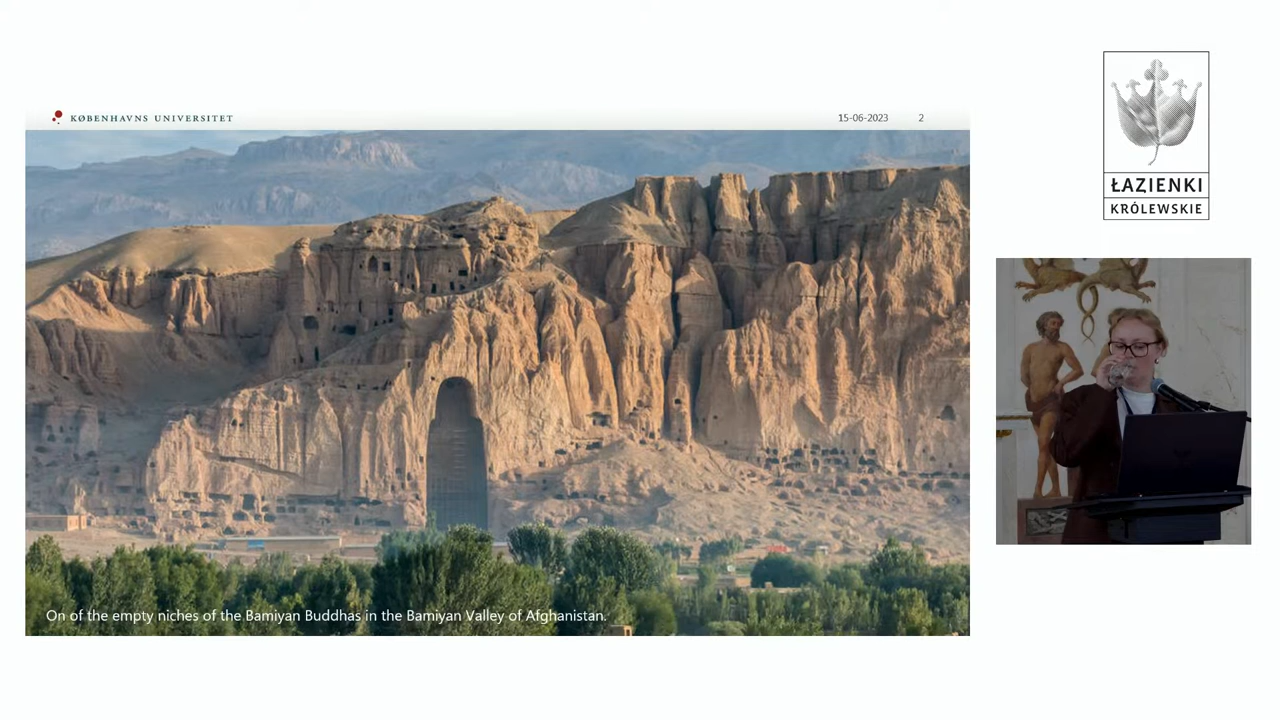 KØBENHAVNS UNIVERSITET
15-06-2023 2
On of the empty niches of the Bamiyan Buddhas in the Bamiyan Valley of Afghanistan.
ŁAZIENKI
KRÓLEWSKIE